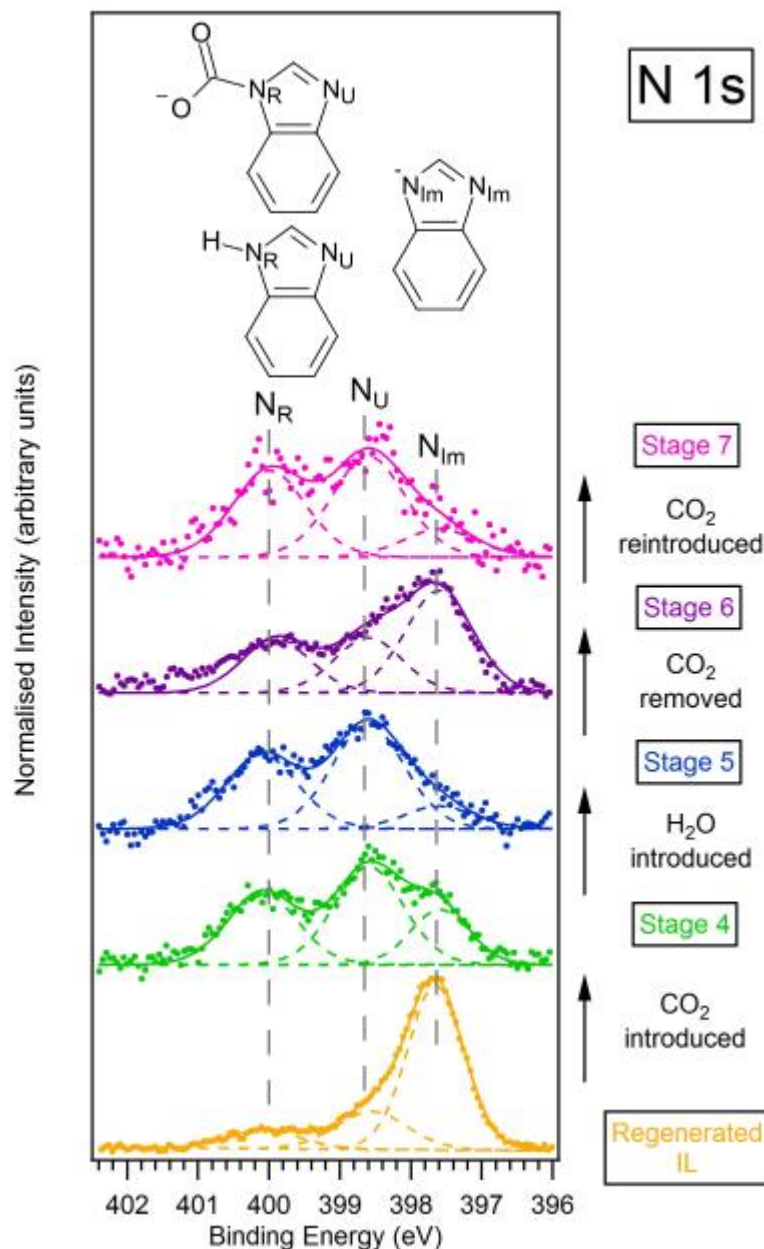 N 1s
O
⁻O
N_R
N_U
⁻N_Im
N_Im
H
N_R
N_U
N_R
N_U
N_Im
Stage 7
CO₂
reintroduced
Stage 6
CO₂
removed
Stage 5
H₂O
introduced
Stage 4
CO₂
introduced
Regenerated
IL
Normalised Intensity (arbitrary units)
402 401 400 399 398 397 396
Binding Energy (eV)